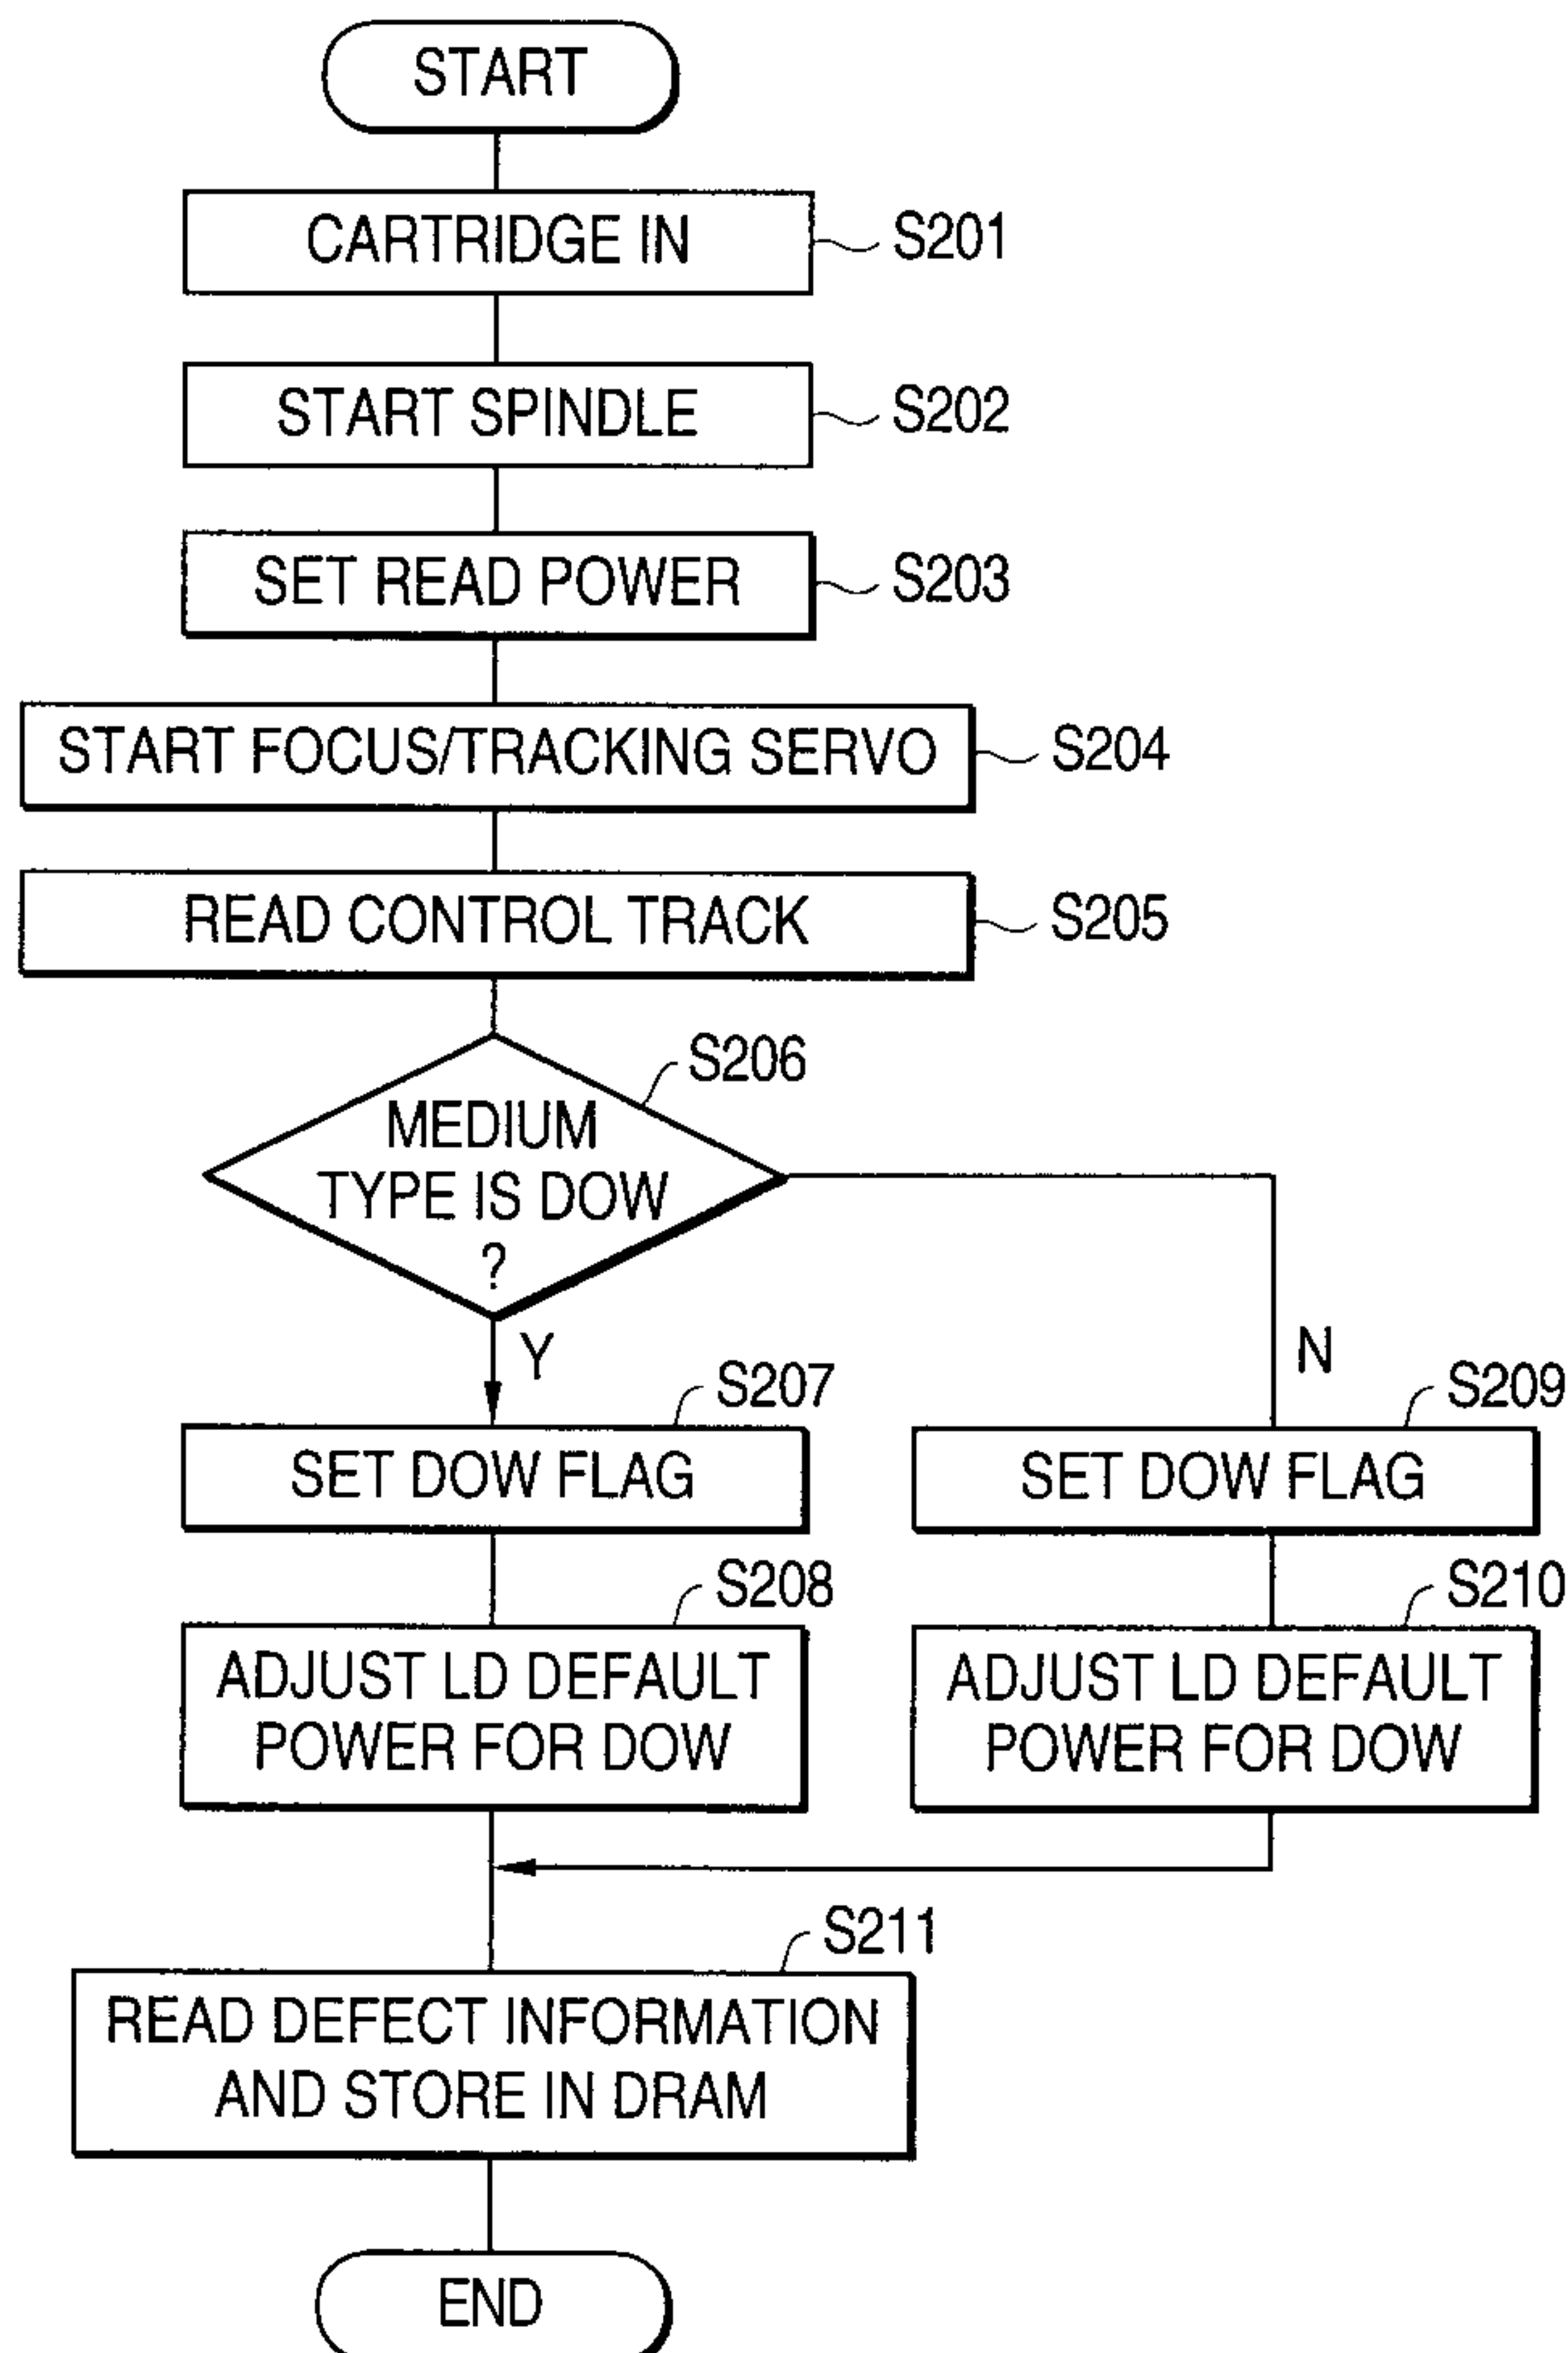 START
CARTRIDGE IN
S201
START SPINDLE
S202
SET READ POWER
S203
START FOCUS/TRACKING SERVO
S204
READ CONTROL TRACK
S205
S206
MEDIUM
TYPE IS DOW
?
Y
N
S207
SET DOW FLAG
S209
SET DOW FLAG
S208
ADJUST LD DEFAULT
POWER FOR DOW
S210
ADJUST LD DEFAULT
POWER FOR DOW
S211
READ DEFECT INFORMATION
AND STORE IN DRAM
END